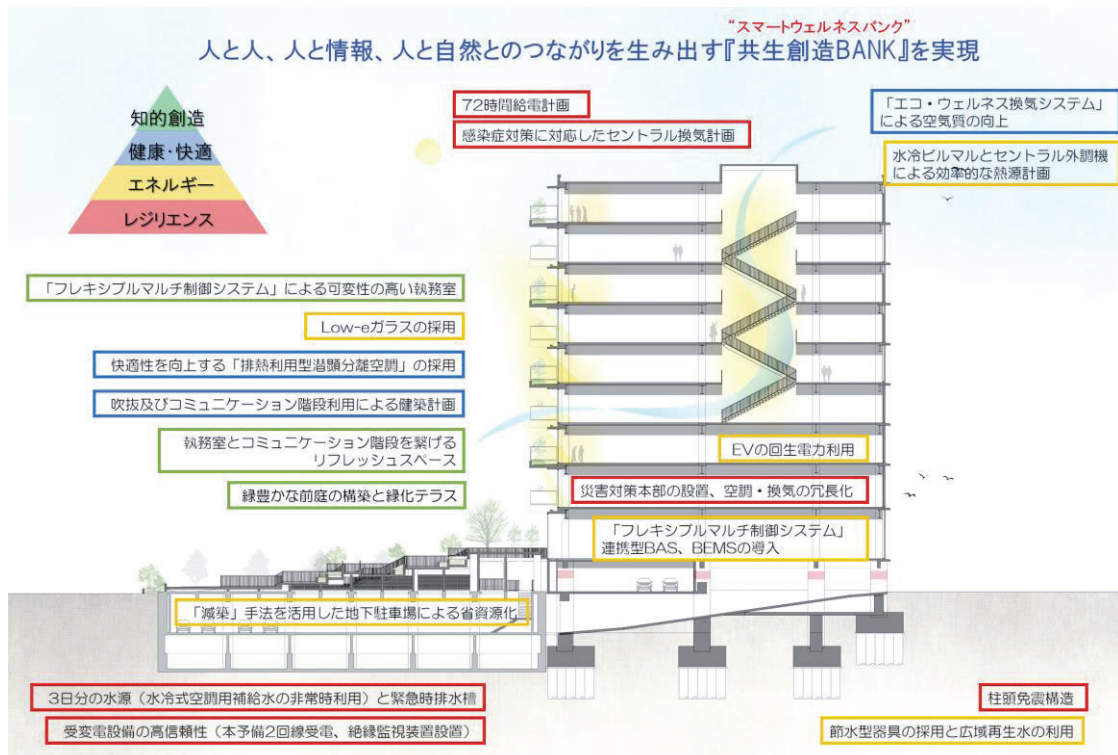 “スマートウェルネスバンク”
人と人、人と情報、人と自然とのつながりを生み出す『共生創造BANK』を実現
知的創造
健康・快適
エネルギー
レジリエンス
72時間給電計画
感染症対策に対応したセントラル換気計画
「エコ・ウェルネス換気システム」
による空気質の向上
水冷ビルマルとセントラル外調機
による効率的な熱源計画
「フレキシブルマルチ制御システム」による可変性の高い執務室
Low-eガラスの採用
快適性を向上する「排熱利用型潜顕分離空調」の採用
吹抜及びコミュニケーション階段利用による健築計画
執務室とコミュニケーション階段を繋げる
リフレッシュスペース
緑豊かな前庭の構築と緑化テラス
EVの回生電力利用
災害対策本部の設置、空調・換気の冗長化
「フレキシブルマルチ制御システム」
連携型BAS、BEMSの導入
「減築」手法を活用した地下駐車場による省資源化
3日分の水源（水冷式空調用補給水の非常時利用）と緊急時排水槽
受変電設備の高信頼性（本予備2回線受電、絶縁監視装置設置）
柱頭免震構造
節水型器具の採用と広域再生水の利用